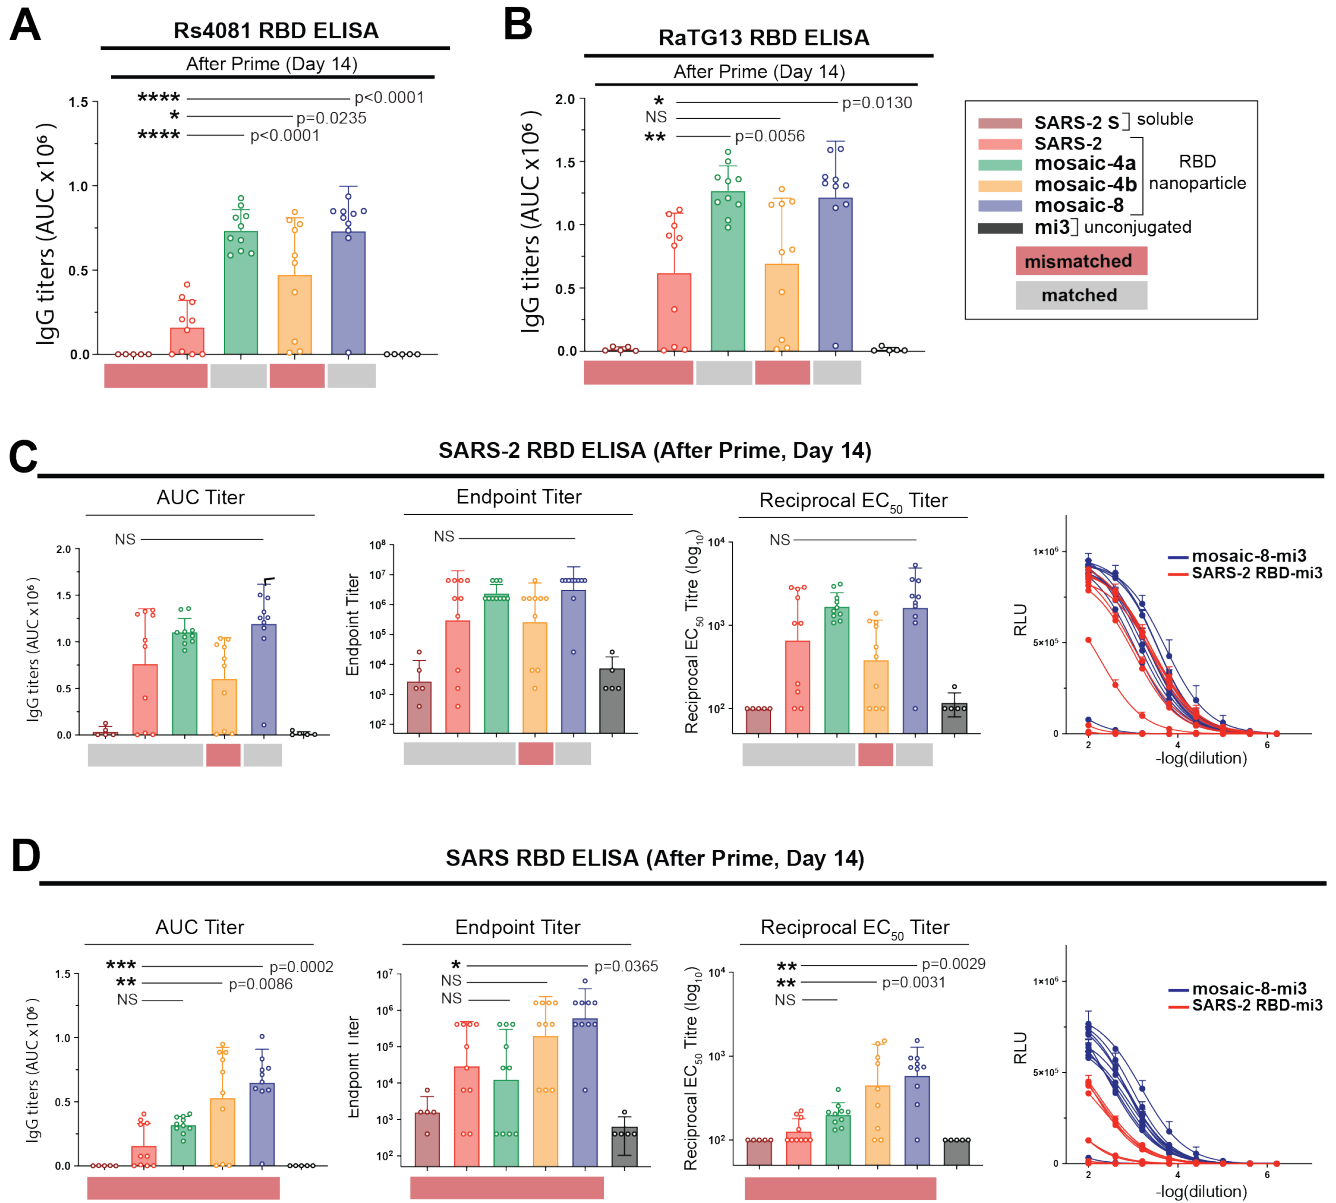 A
Rs4081 RBD ELISA
After Prime (Day 14)
**** p<0.0001
* p=0.0235
**** p<0.0001
IgG titers (AUC x10⁶ )
1.5
1.0
0.5
0.0
B
RaTG13 RBD ELISA
After Prime (Day 14)
* p=0.0130
NS
** p=0.0056
IgG titers (AUC x10⁶ )
2.0
1.5
1.0
0.5
0.0
SARS-2 S ] soluble
SARS-2
mosaic-4a
mosaic-4b
mosaic-8
RBD
nanoparticle
mi3 ] unconjugated
mismatched
matched
C
SARS-2 RBD ELISA (After Prime, Day 14)
AUC Titer
NS
IgG titers (AUC x10⁶ )
2.0
1.5
1.0
0.5
0.0
Endpoint Titer
NS
Endpoint Titer
10⁸
10⁷
10⁶
10⁵
10⁴
10³
10²
Reciprocal EC₅₀ Titer
NS
Reciprocal EC₅₀ Titre (log₁₀)
10⁴
10³
10²
RLU
1×10⁶
5×10⁵
0
2 4 6
-log(dilution)
mosaic-8-mi3
SARS-2 RBD-mi3
D
SARS RBD ELISA (After Prime, Day 14)
AUC Titer
*** p=0.0002
** p=0.0086
NS
IgG titers (AUC x10⁶ )
1.5
1.0
0.5
0.0
Endpoint Titer
* p=0.0365
NS
NS
Endpoint Titer
10⁷
10⁶
10⁵
10⁴
10³
10²
Reciprocal EC₅₀ Titer
** p=0.0029
** p=0.0031
NS
Reciprocal EC₅₀ Titre (log₁₀)
10⁴
10³
10²
RLU
1×10⁶
5×10⁵
0
2 4 6
-log(dilution)
mosaic-8-mi3
SARS-2 RBD-mi3